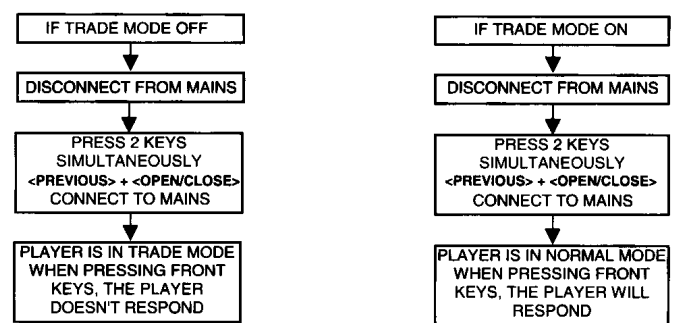 IF TRADE MODE OFF
DISCONNECT FROM MAINS
PRESS 2 KEYS
SIMULTANEOUSLY
<PREVIOUS> + <OPEN/CLOSE>
CONNECT TO MAINS
PLAYER IS IN TRADE MODE
WHEN PRESSING FRONT
KEYS, THE PLAYER
DOESN'T RESPOND
IF TRADE MODE ON
DISCONNECT FROM MAINS
PRESS 2 KEYS
SIMULTANEOUSLY
<PREVIOUS> + <OPEN/CLOSE>
CONNECT TO MAINS
PLAYER IS IN NORMAL MODE
WHEN PRESSING FRONT
KEYS, THE PLAYER WILL
RESPOND